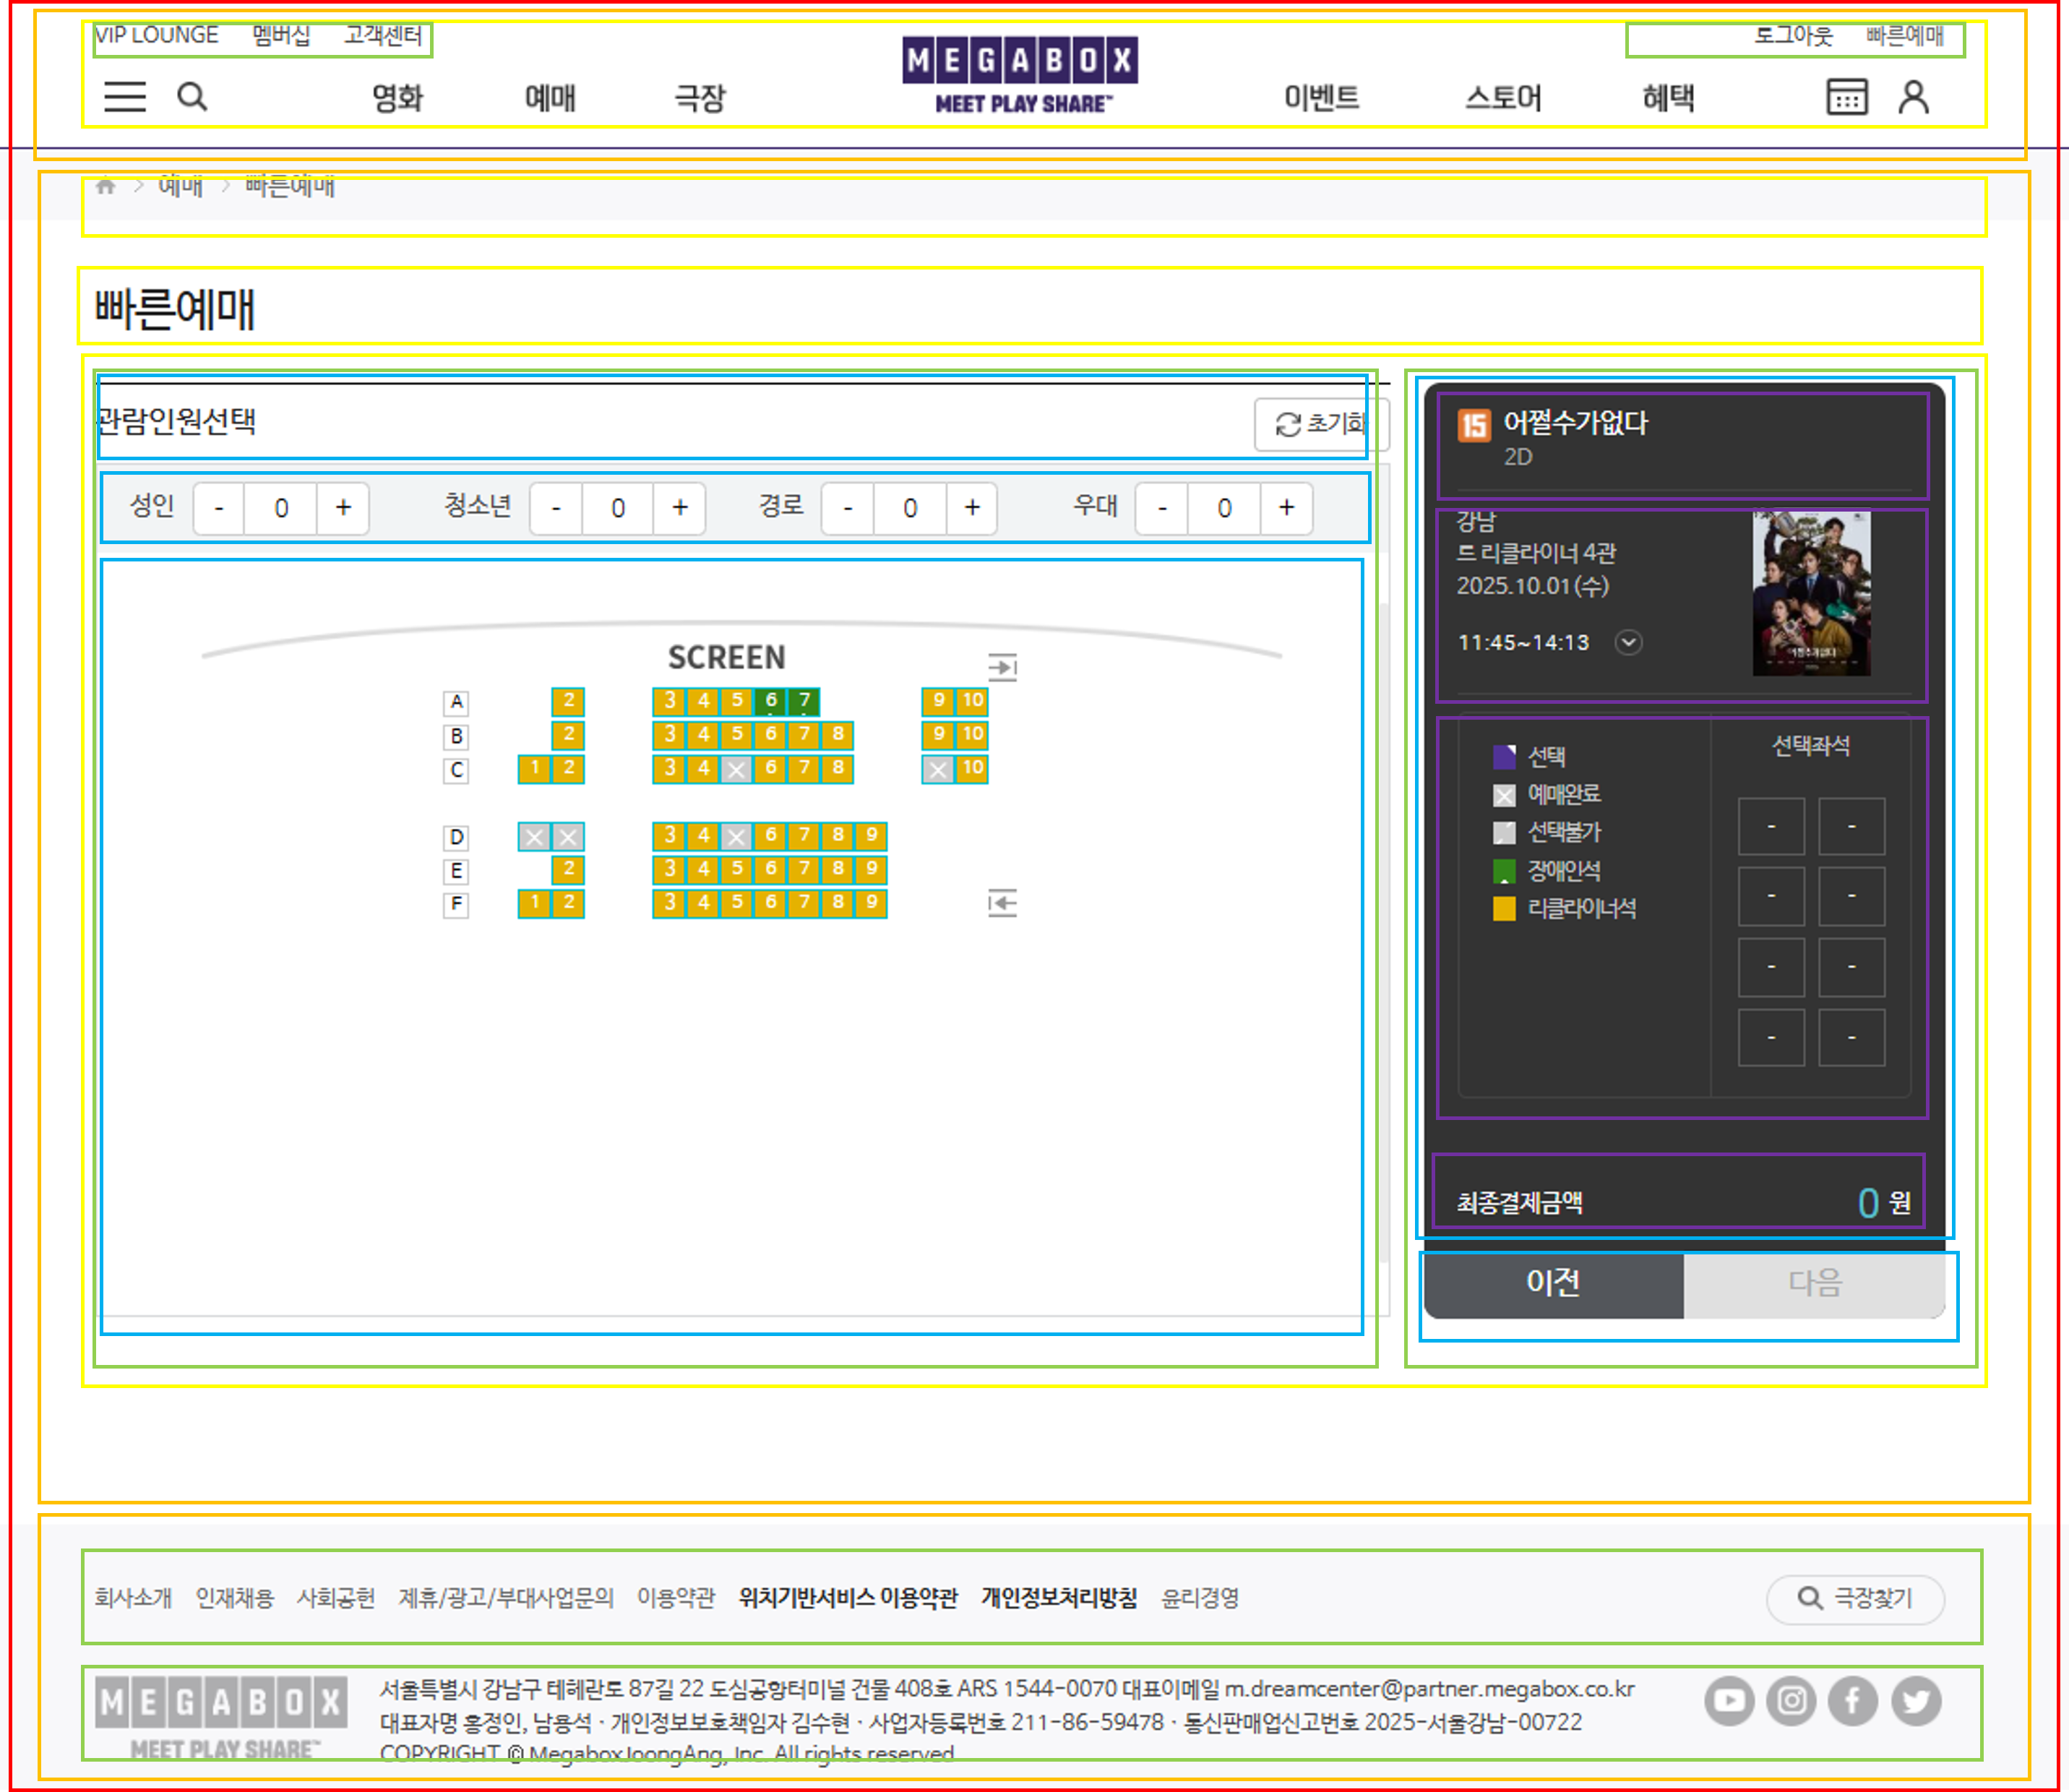 VIP LOUNGE 멤버십 고객센터
로그아웃 빠른예매
영화 예매 극장
MEGABOX
MEET PLAY SHARE™
이벤트 스토어 혜택
예매 > 빠른예매
빠른예매
관람인원선택
초기화
성인 - 0 + 청소년 - 0 + 경로 - 0 + 우대 - 0 +
SCREEN
A 2 3 4 5 6 7 9 10
B 2 3 4 5 6 7 8 9 10
C 1 2 3 4 6 7 8 10
D 3 4 6 7 8 9
E 2 3 4 5 6 7 8 9
F 1 2 3 4 5 6 7 8 9
15 어쩔수가없다
2D
강남
드 리클라이너 4관
2025.10.01(수)
11:45~14:13
어쩔수가없다
선택
예매완료
선택불가
장애인석
리클라이너석
선택좌석
- -
- -
- -
- -
최종결제금액 0 원
이전 다음
회사소개 인재채용 사회공헌 제휴/광고/부대사업문의 이용약관 위치기반서비스 이용약관 개인정보처리방침 윤리경영
극장찾기
MEGABOX
MEET PLAY SHARE™
서울특별시 강남구 테헤란로 87길 22 도심공항터미널 건물 408호 ARS 1544-0070 대표이메일 m.dreamcenter@partner.megabox.co.kr
대표자명 홍정인, 남용석 · 개인정보보호책임자 김수현 · 사업자등록번호 211-86-59478 · 통신판매업신고번호 2025-서울강남-00722
COPYRIGHT © MegaboxJoongAng, Inc. All rights reserved